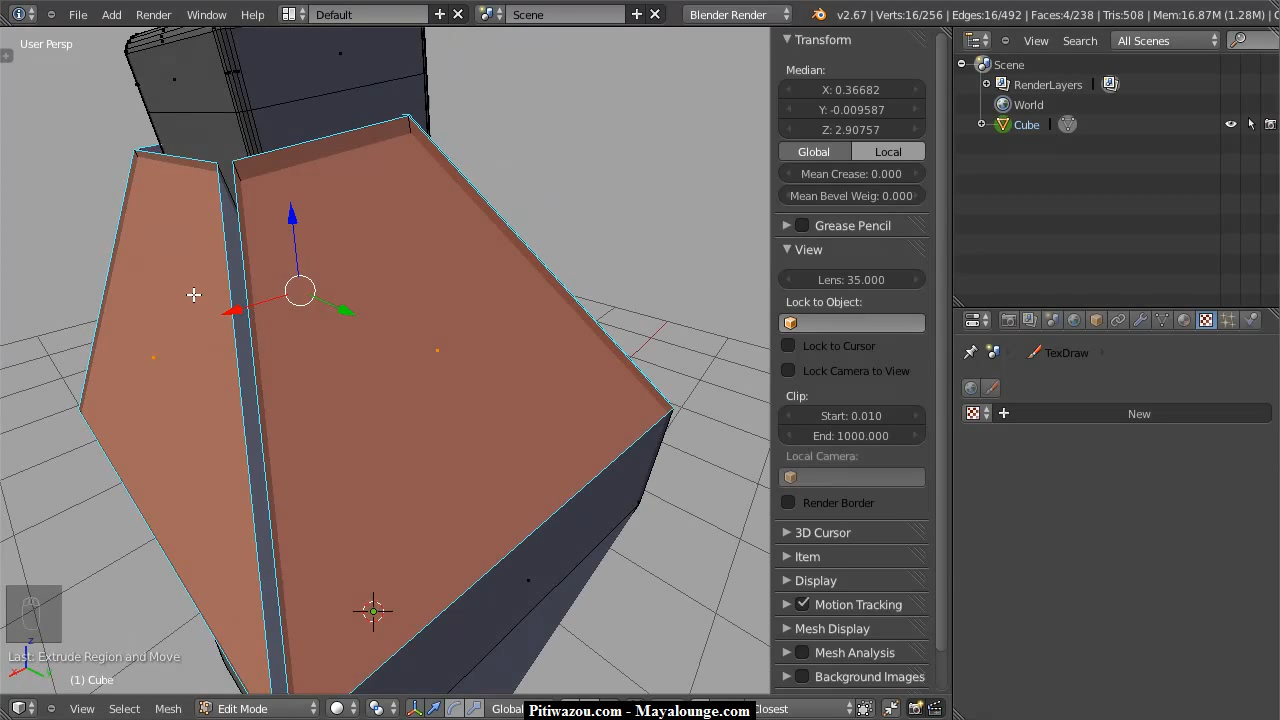 File Add Render Window Help Default Scene Blender Render v2.67 | Verts:16/256 | Edges:16/492 | Faces:4/238 | Tris:508 | Mem:16.87M (1.28M) |
User Persp
Transform
Median:
X: 0.36682
Y: -0.009587
Z: 2.90757
Global Local
Mean Crease: 0.000
Mean Bevel Weig: 0.000
Grease Pencil
View
Lens: 35.000
Lock to Object:
Lock to Cursor
Lock Camera to View
Clip:
Start: 0.010
End: 1000.000
Local Camera:
Render Border
3D Cursor
Item
Display
Motion Tracking
Mesh Display
Mesh Analysis
Background Images
View Search All Scenes
Scene
RenderLayers |
World
Cube |
TexDraw
New
Last: Extrude Region and Move
z
x y
(1) Cube
View Select Mesh Edit Mode Global Closest
Pitiwazou.com - Mayalounge.com